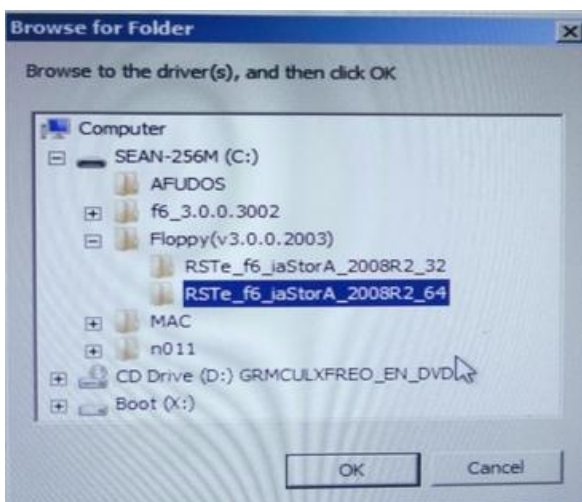 Browse for Folder
Browse to the driver(s), and then click OK
Computer
SEAN-256M (C:)
AFUDOS
f6_3.0.0.3002
Floppy(v3.0.0.2003)
RSTe_f6_iaStorA_2008R2_32
RSTe_f6_iaStorA_2008R2_64
MAC
n011
CD Drive (D:) GRMCULXFREO_EN_DVD
Boot (X:)
OK Cancel